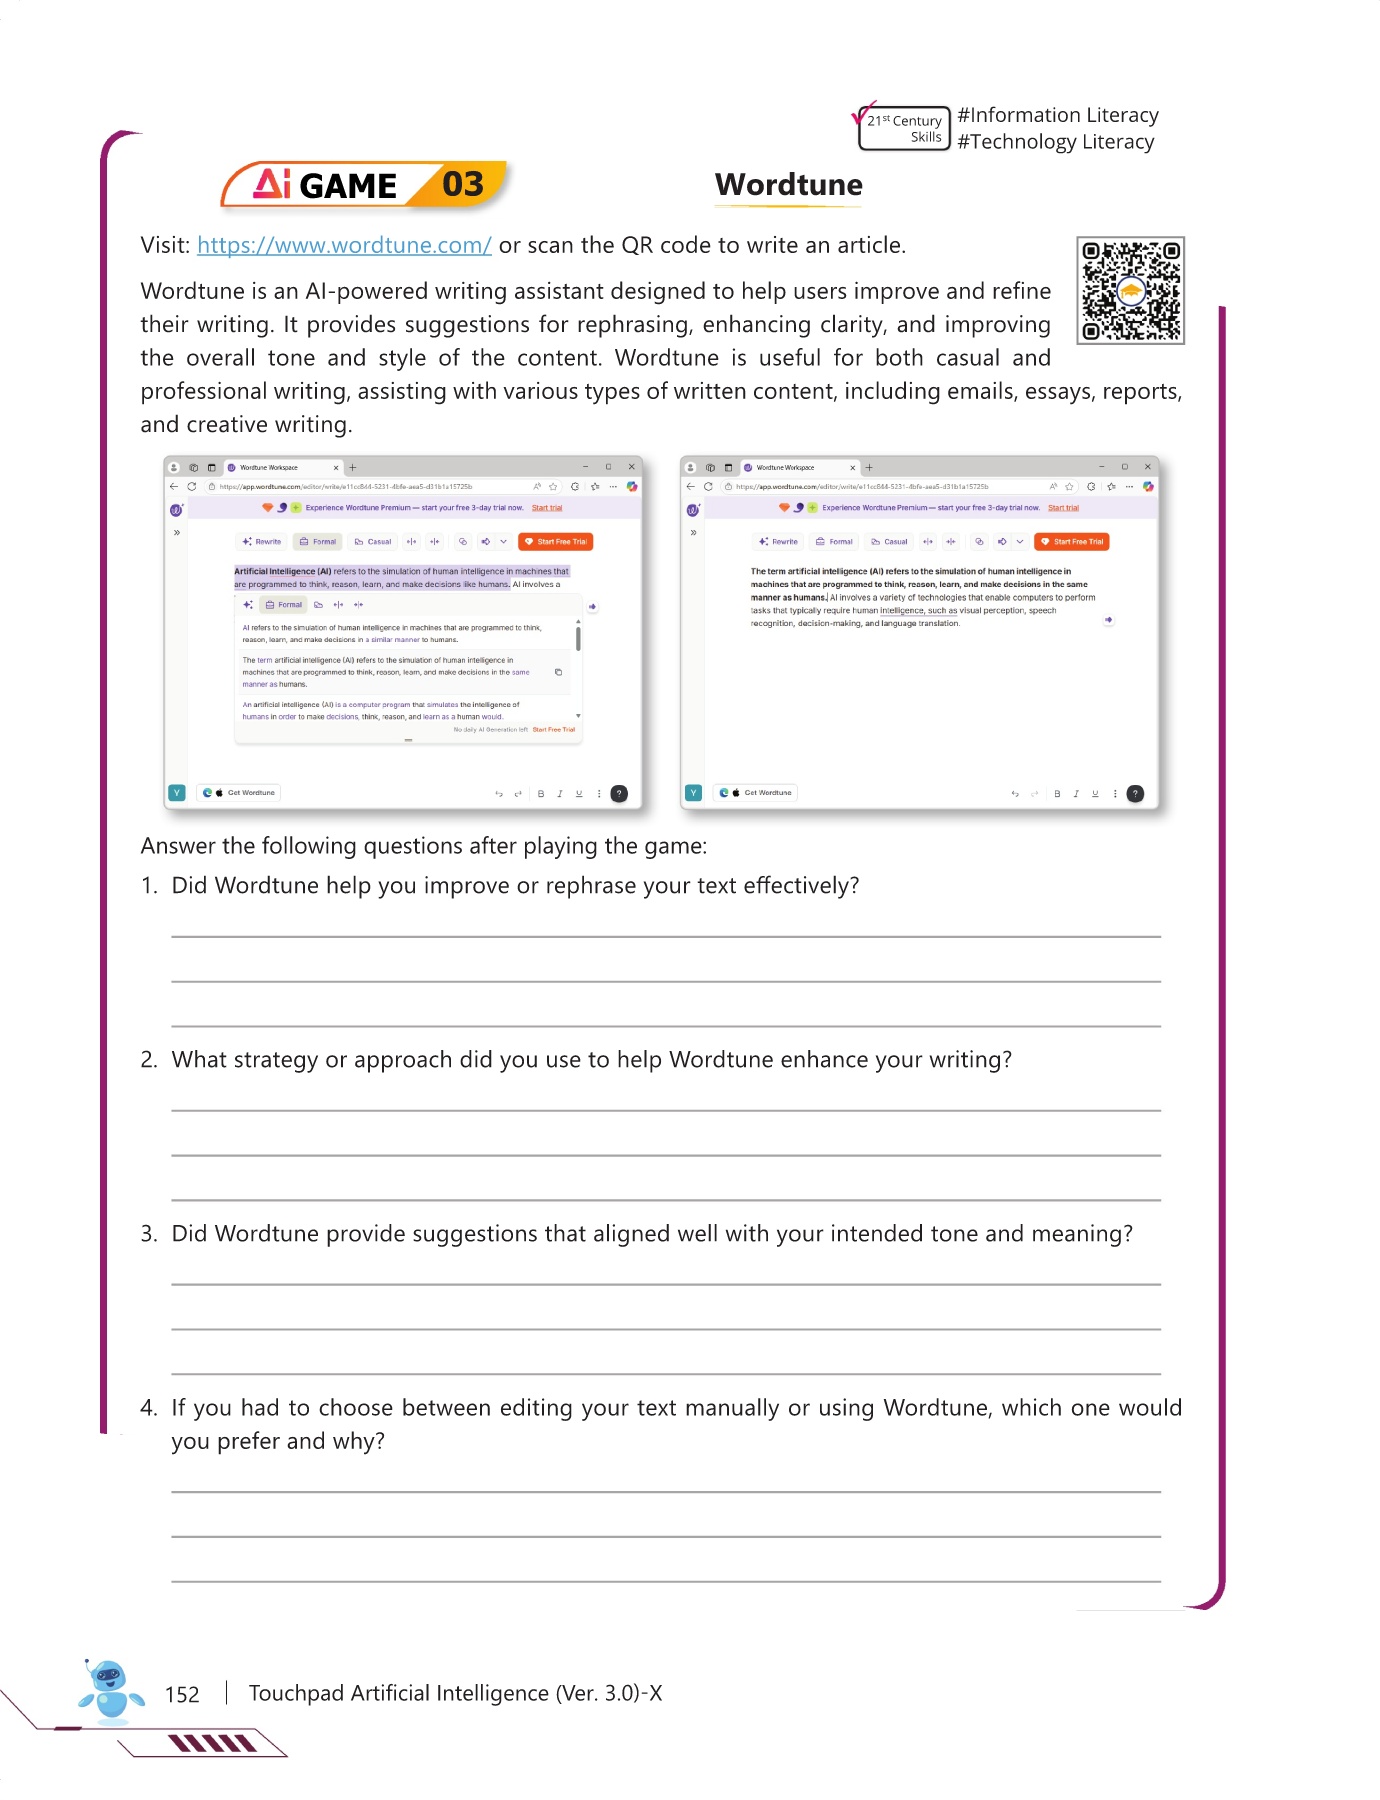 21st Century Skills
#Information Literacy
#Technology Literacy
Ai GAME 03
Wordtune
Visit: https://www.wordtune.com/ or scan the QR code to write an article.
Wordtune is an AI-powered writing assistant designed to help users improve and refine
their writing. It provides suggestions for rephrasing, enhancing clarity, and improving
the overall tone and style of the content. Wordtune is useful for both casual and
professional writing, assisting with various types of written content, including emails, essays, reports,
and creative writing.
Wordtune Workspace
https://app.wordtune.com/editor/write/e11cc844-5231-4bfe-aea5-d31b1a15725b
Experience Wordtune Premium — start your free 3-day trial now. Start trial
Rewrite Formal Casual Start Free Trial
Artificial Intelligence (AI) refers to the simulation of human intelligence in machines that
are programmed to think, reason, learn, and make decisions like humans. AI involves a
Formal
AI refers to the simulation of human intelligence in machines that are programmed to think,
reason, learn, and make decisions in a similar manner to humans.
The term artificial intelligence (AI) refers to the simulation of human intelligence in
machines that are programmed to think, reason, learn, and make decisions in the same
manner as humans.
An artificial intelligence (AI) is a computer program that simulates the intelligence of
humans in order to make decisions, think, reason, and learn as a human would.
No daily AI Generation left Start Free Trial
Y Get Wordtune B I U ?
Wordtune Workspace
https://app.wordtune.com/editor/write/e11cc844-5231-4bfe-aea5-d31b1a15725b
Experience Wordtune Premium — start your free 3-day trial now. Start trial
Rewrite Formal Casual Start Free Trial
The term artificial intelligence (AI) refers to the simulation of human intelligence in
machines that are programmed to think, reason, learn, and make decisions in the same
manner as humans. AI involves a variety of technologies that enable computers to perform
tasks that typically require human intelligence, such as visual perception, speech
recognition, decision-making, and language translation.
Y Get Wordtune B I U ?
Answer the following questions after playing the game:
1. Did Wordtune help you improve or rephrase your text effectively?
2. What strategy or approach did you use to help Wordtune enhance your writing?
3. Did Wordtune provide suggestions that aligned well with your intended tone and meaning?
4. If you had to choose between editing your text manually or using Wordtune, which one would
you prefer and why?
152 | Touchpad Artificial Intelligence (Ver. 3.0)-X